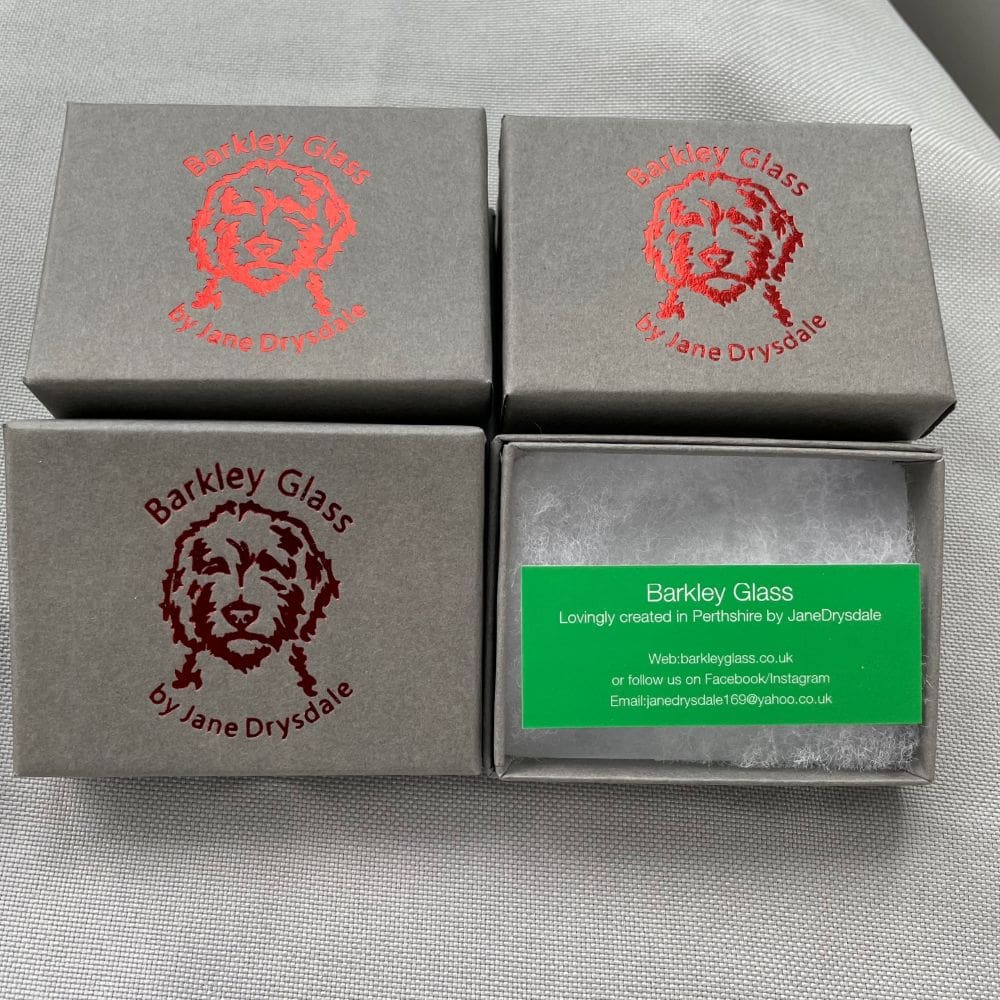 Barkley Glass
by Jane Drysdale
Barkley Glass
by Jane Drysdale
Barkley Glass
by Jane Drysdale
Barkley Glass
Lovingly created in Perthshire by JaneDrysdale
Web:barkleyglass.co.uk
or follow us on Facebook/Instagram
Email:janedrysdale169@yahoo.co.uk